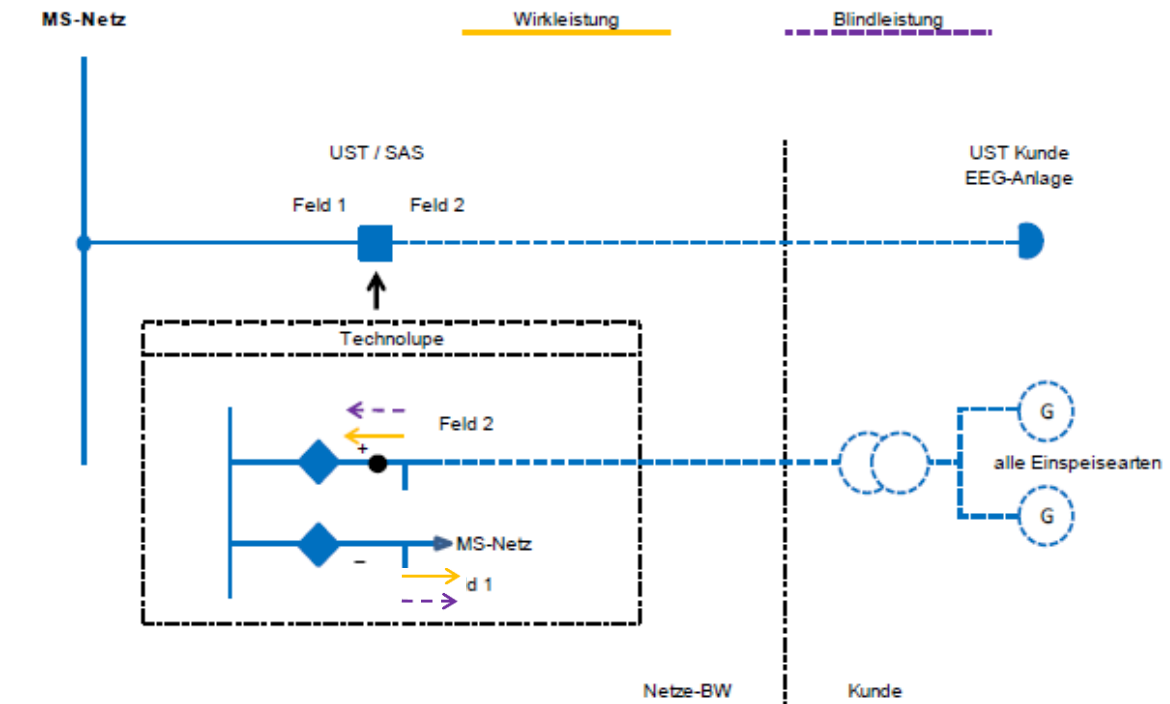 MS-Netz
Wirkleistung
Blindleistung
UST / SAS
UST Kunde
EEG-Anlage
Feld 1
Feld 2
Technolupe
Feld 2
+
G
alle Einspeisearten
G
MS-Netz
–
d 1
Netze-BW
Kunde